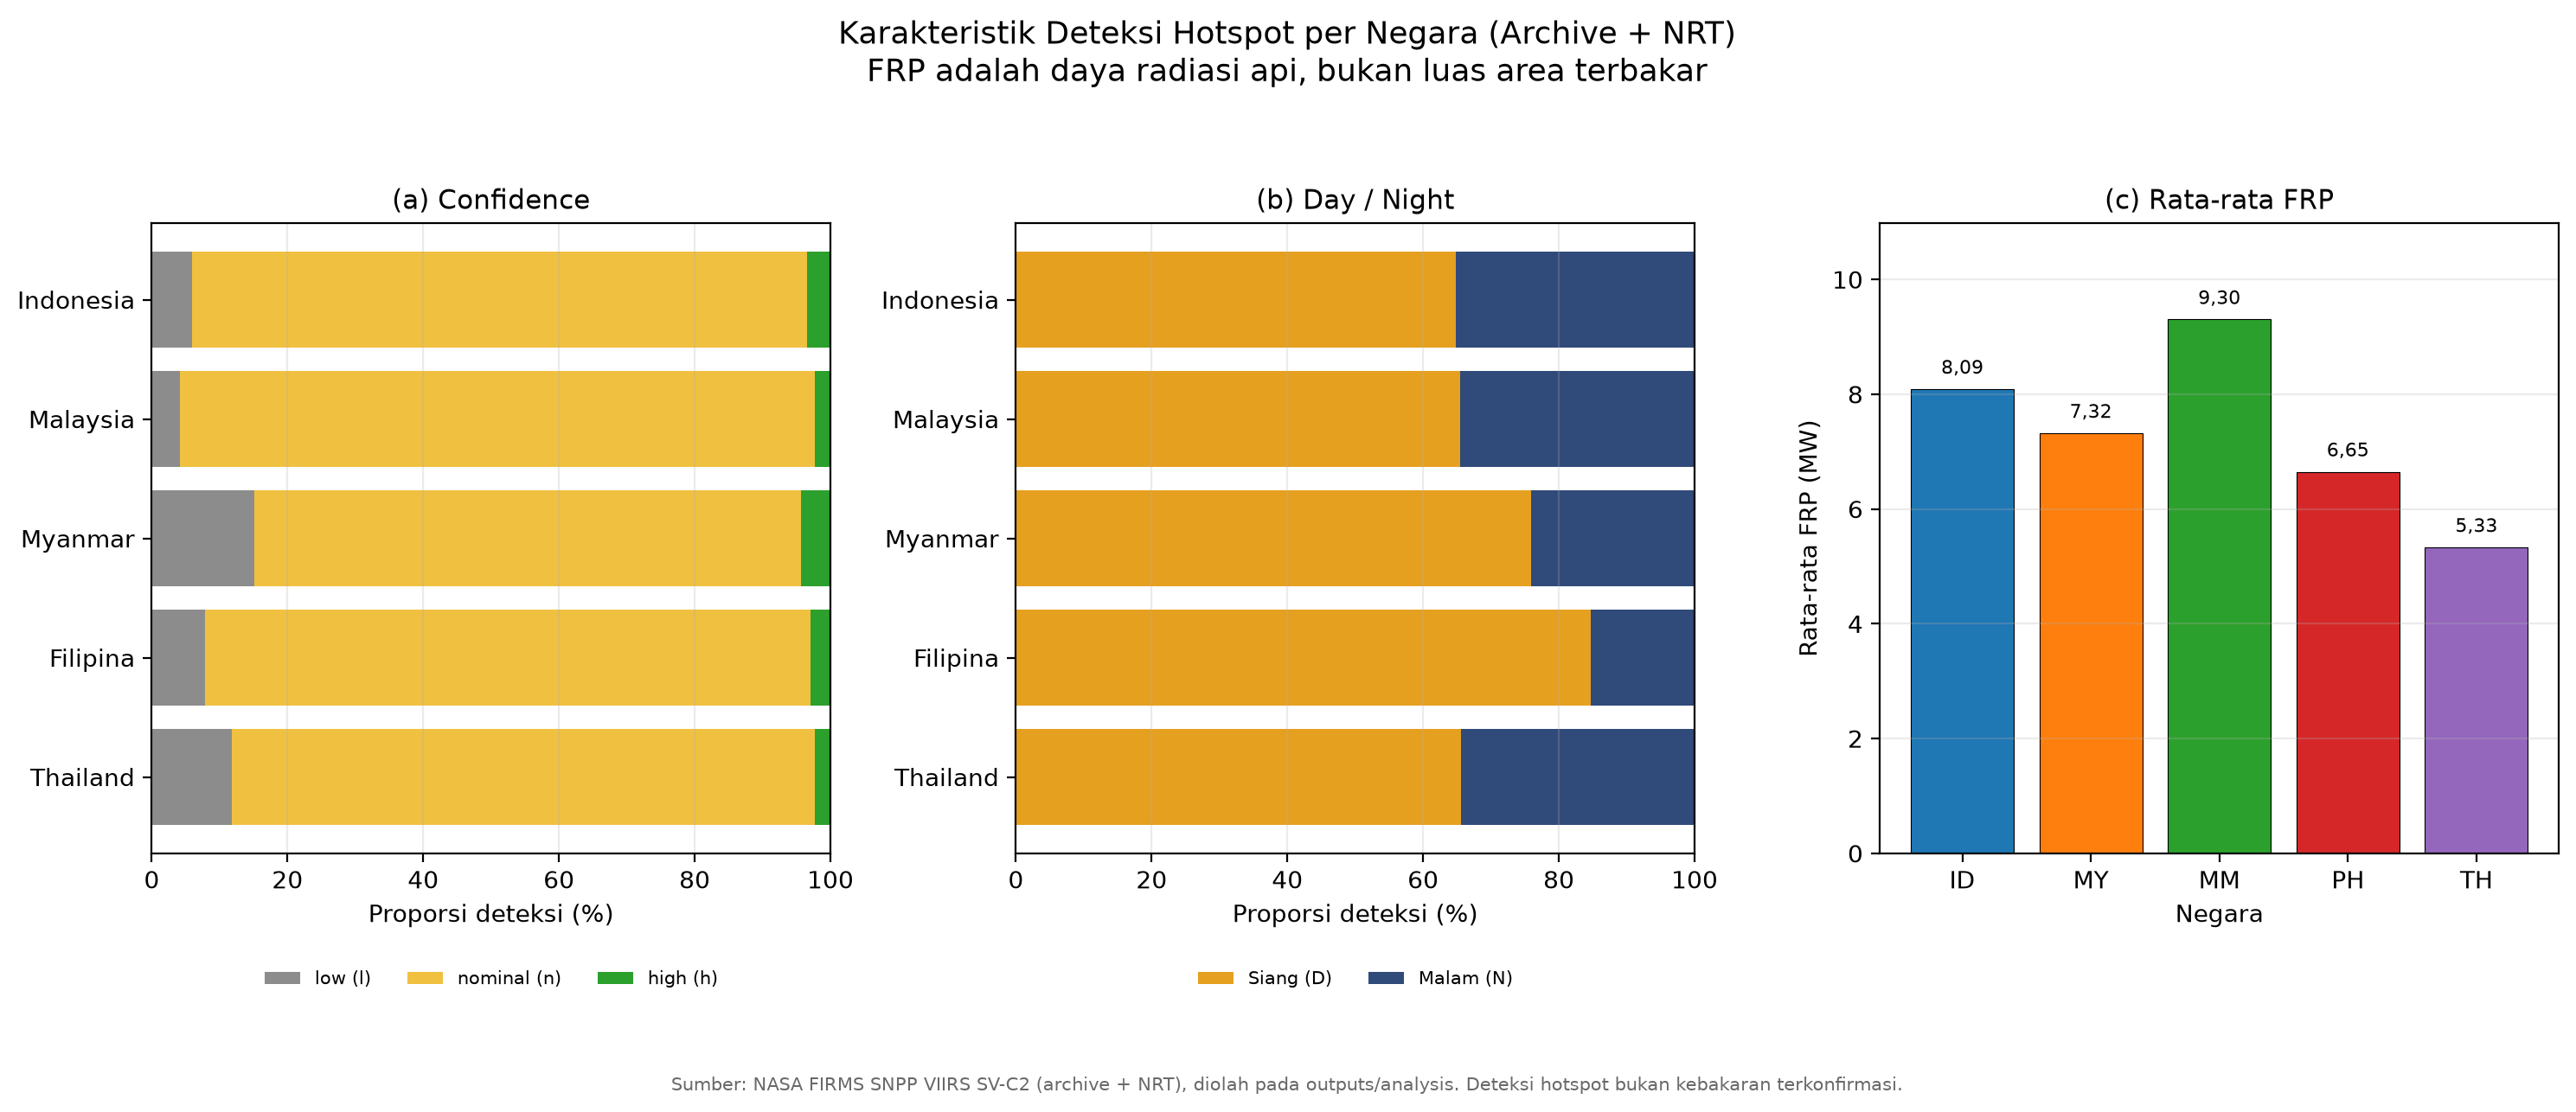 Karakteristik Deteksi Hotspot per Negara (Archive + NRT)
FRP adalah daya radiasi api, bukan luas area terbakar
(a) Confidence
Indonesia
Malaysia
Myanmar
Filipina
Thailand
0 20 40 60 80 100
Proporsi deteksi (%)
low (l) nominal (n) high (h)
(b) Day / Night
Indonesia
Malaysia
Myanmar
Filipina
Thailand
0 20 40 60 80 100
Proporsi deteksi (%)
Siang (D) Malam (N)
(c) Rata-rata FRP
Rata-rata FRP (MW)
10
8
6
4
2
0
8,09
7,32
9,30
6,65
5,33
ID MY MM PH TH
Negara
Sumber: NASA FIRMS SNPP VIIRS SV-C2 (archive + NRT), diolah pada outputs/analysis. Deteksi hotspot bukan kebakaran terkonfirmasi.